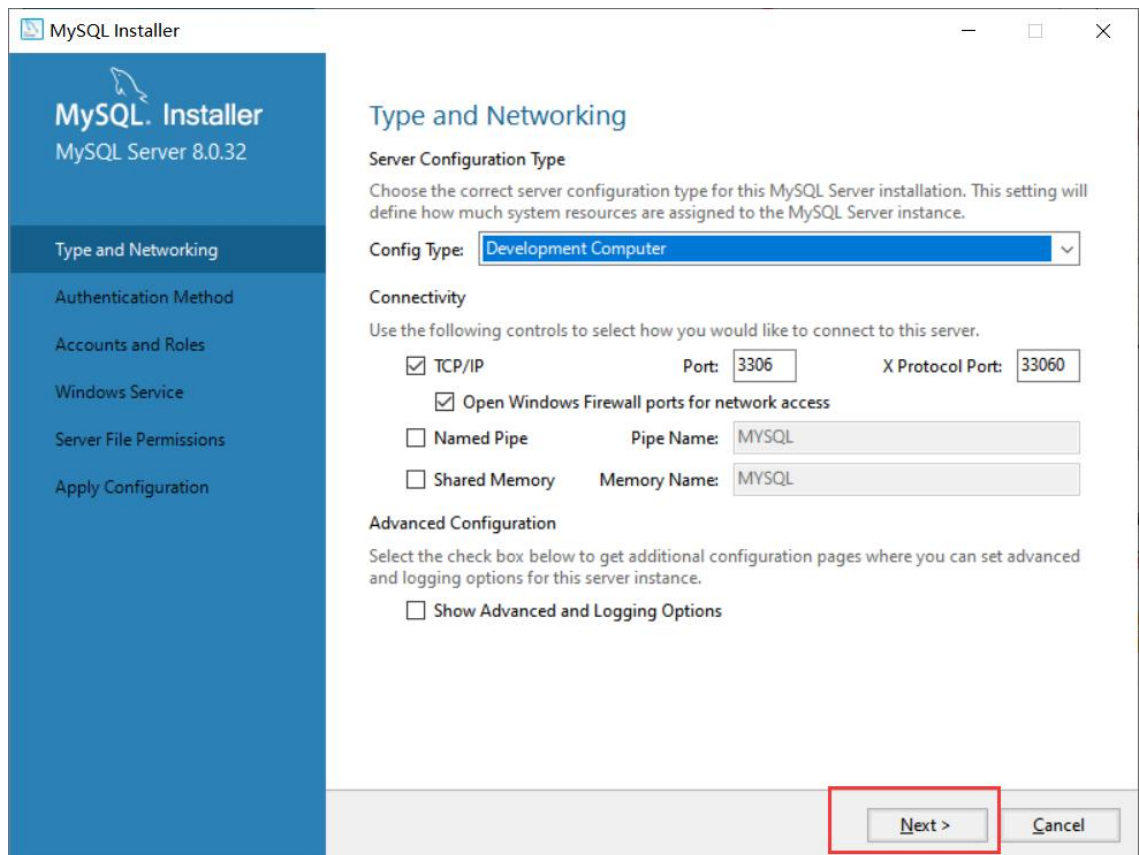 MySQL Installer
MySQL. Installer
MySQL Server 8.0.32
Type and Networking
Authentication Method
Accounts and Roles
Windows Service
Server File Permissions
Apply Configuration
Type and Networking
Server Configuration Type
Choose the correct server configuration type for this MySQL Server installation. This setting will
define how much system resources are assigned to the MySQL Server instance.
Config Type: Development Computer
Connectivity
Use the following controls to select how you would like to connect to this server.
TCP/IP Port: 3306 X Protocol Port: 33060
Open Windows Firewall ports for network access
Named Pipe Pipe Name: MYSQL
Shared Memory Memory Name: MYSQL
Advanced Configuration
Select the check box below to get additional configuration pages where you can set advanced
and logging options for this server instance.
Show Advanced and Logging Options
Next > Cancel